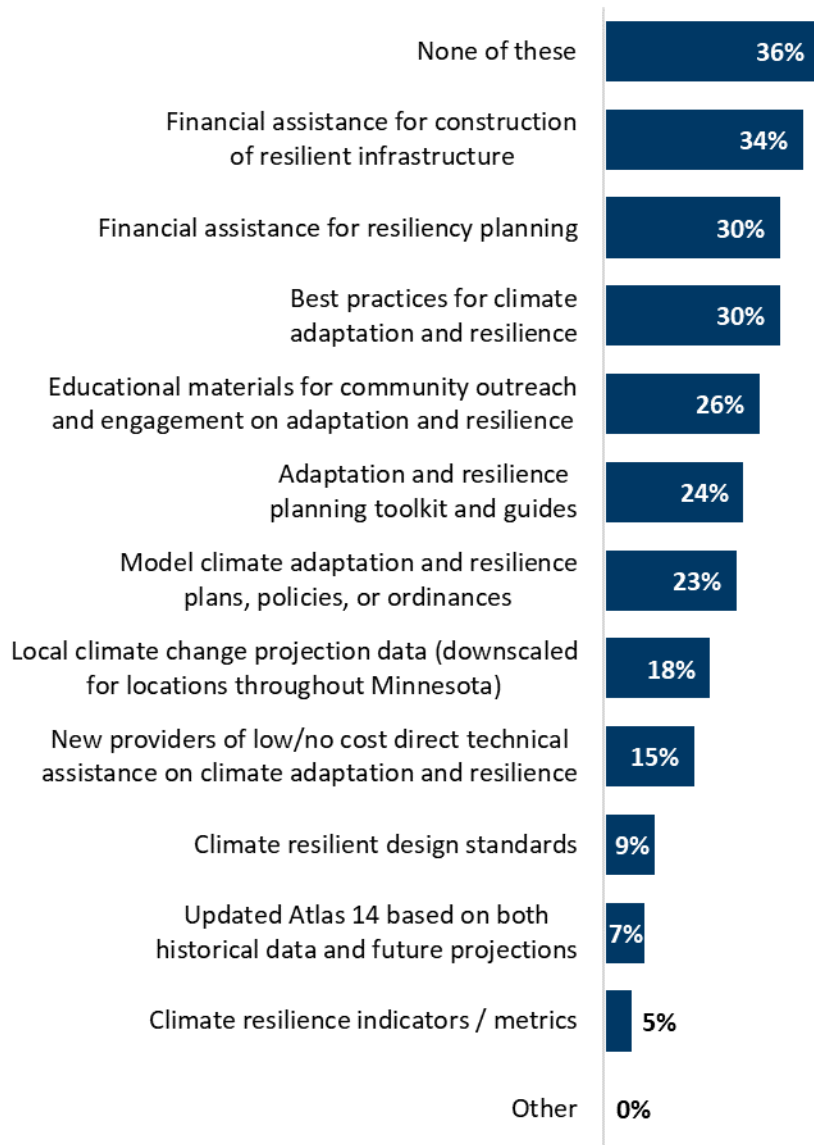 None of these
36%
Financial assistance for construction
of resilient infrastructure
34%
Financial assistance for resiliency planning
30%
Best practices for climate
adaptation and resilience
30%
Educational materials for community outreach
and engagement on adaptation and resilience
26%
Adaptation and resilience
planning toolkit and guides
24%
Model climate adaptation and resilience
plans, policies, or ordinances
23%
Local climate change projection data (downscaled
for locations throughout Minnesota)
18%
New providers of low/no cost direct technical
assistance on climate adaptation and resilience
15%
Climate resilient design standards
9%
Updated Atlas 14 based on both
historical data and future projections
7%
Climate resilience indicators / metrics
5%
Other
0%